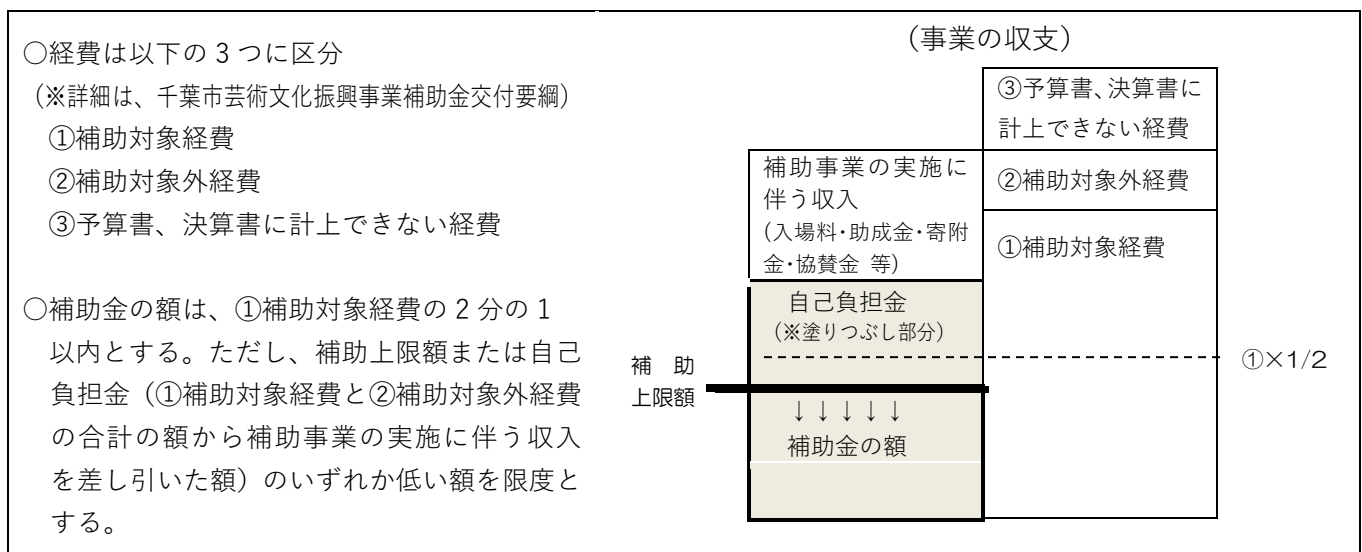 ○経費は以下の3つに区分
(※詳細は、千葉市芸術文化振興事業補助金交付要綱)
①補助対象経費
②補助対象外経費
③予算書、決算書に計上できない経費
○補助金の額は、①補助対象経費の2分の1
以内とする。ただし、補助上限額または自己
負担金(①補助対象経費と②補助対象外経費
の合計の額から補助事業の実施に伴う収入
を差し引いた額)のいずれか低い額を限度と
する。
(事業の収支)
③予算書、決算書に
計上できない経費
補助事業の実施に
伴う収入
(入場料・助成金・寄附
金・協賛金 等)
②補助対象外経費
①補助対象経費
自己負担金
(※塗りつぶし部分)
①×1/2
補 助
上限額
↓↓↓↓↓
補助金の額